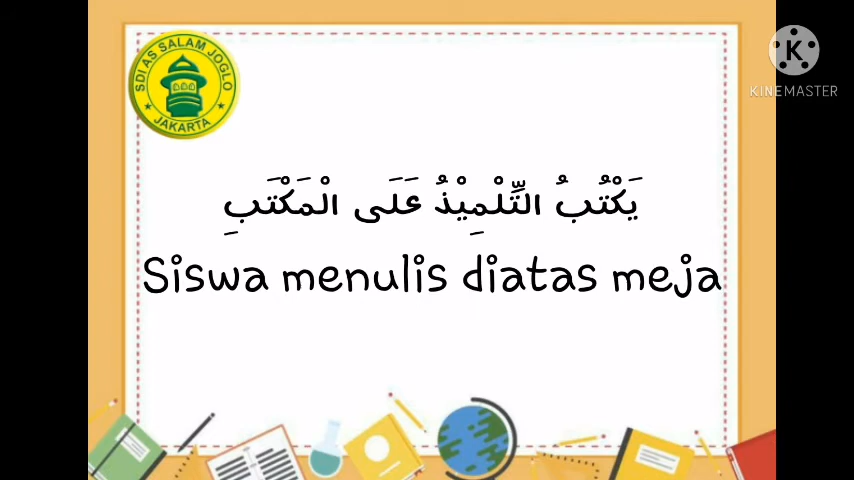 SDI AS SALAM JOGLO
JAKARTA
KINEMASTER
يَكْتُبُ التِّلْمِيْذُ عَلَى الْمَكْتَبِ
Siswa menulis diatas meja